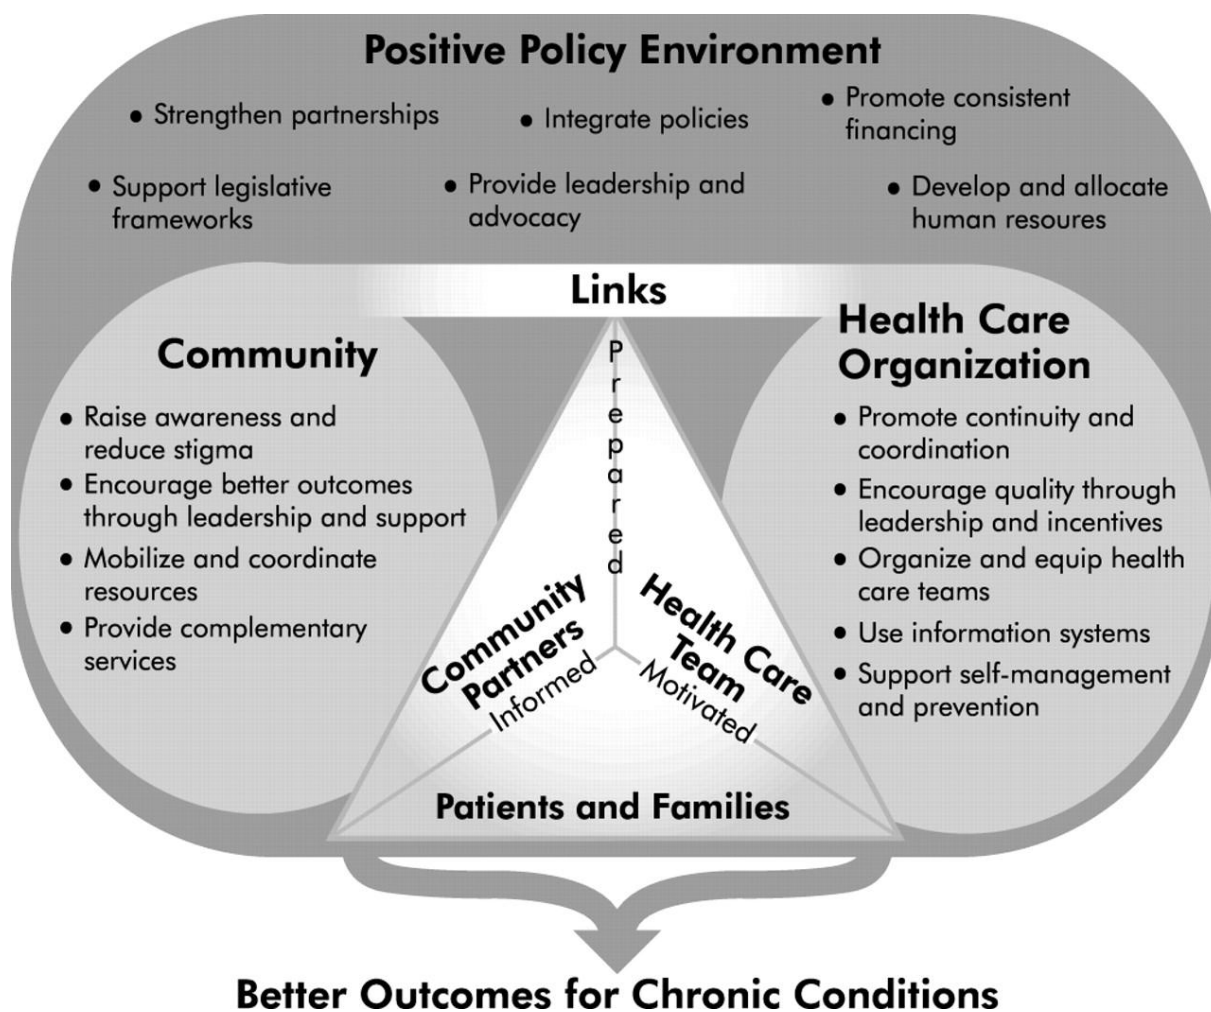 Positive Policy Environment
• Strengthen partnerships
• Integrate policies
• Promote consistent
financing
• Support legislative
frameworks
• Provide leadership and
advocacy
• Develop and allocate
human resoures
Links
Community
• Raise awareness and
reduce stigma
• Encourage better outcomes
through leadership and support
• Mobilize and coordinate
resources
• Provide complementary
services
Prepared
Community
Partners
Informed
Health Care
Team
Motivated
Patients and Families
Health Care
Organization
• Promote continuity and
coordination
• Encourage quality through
leadership and incentives
• Organize and equip health
care teams
• Use information systems
• Support self-management
and prevention
Better Outcomes for Chronic Conditions